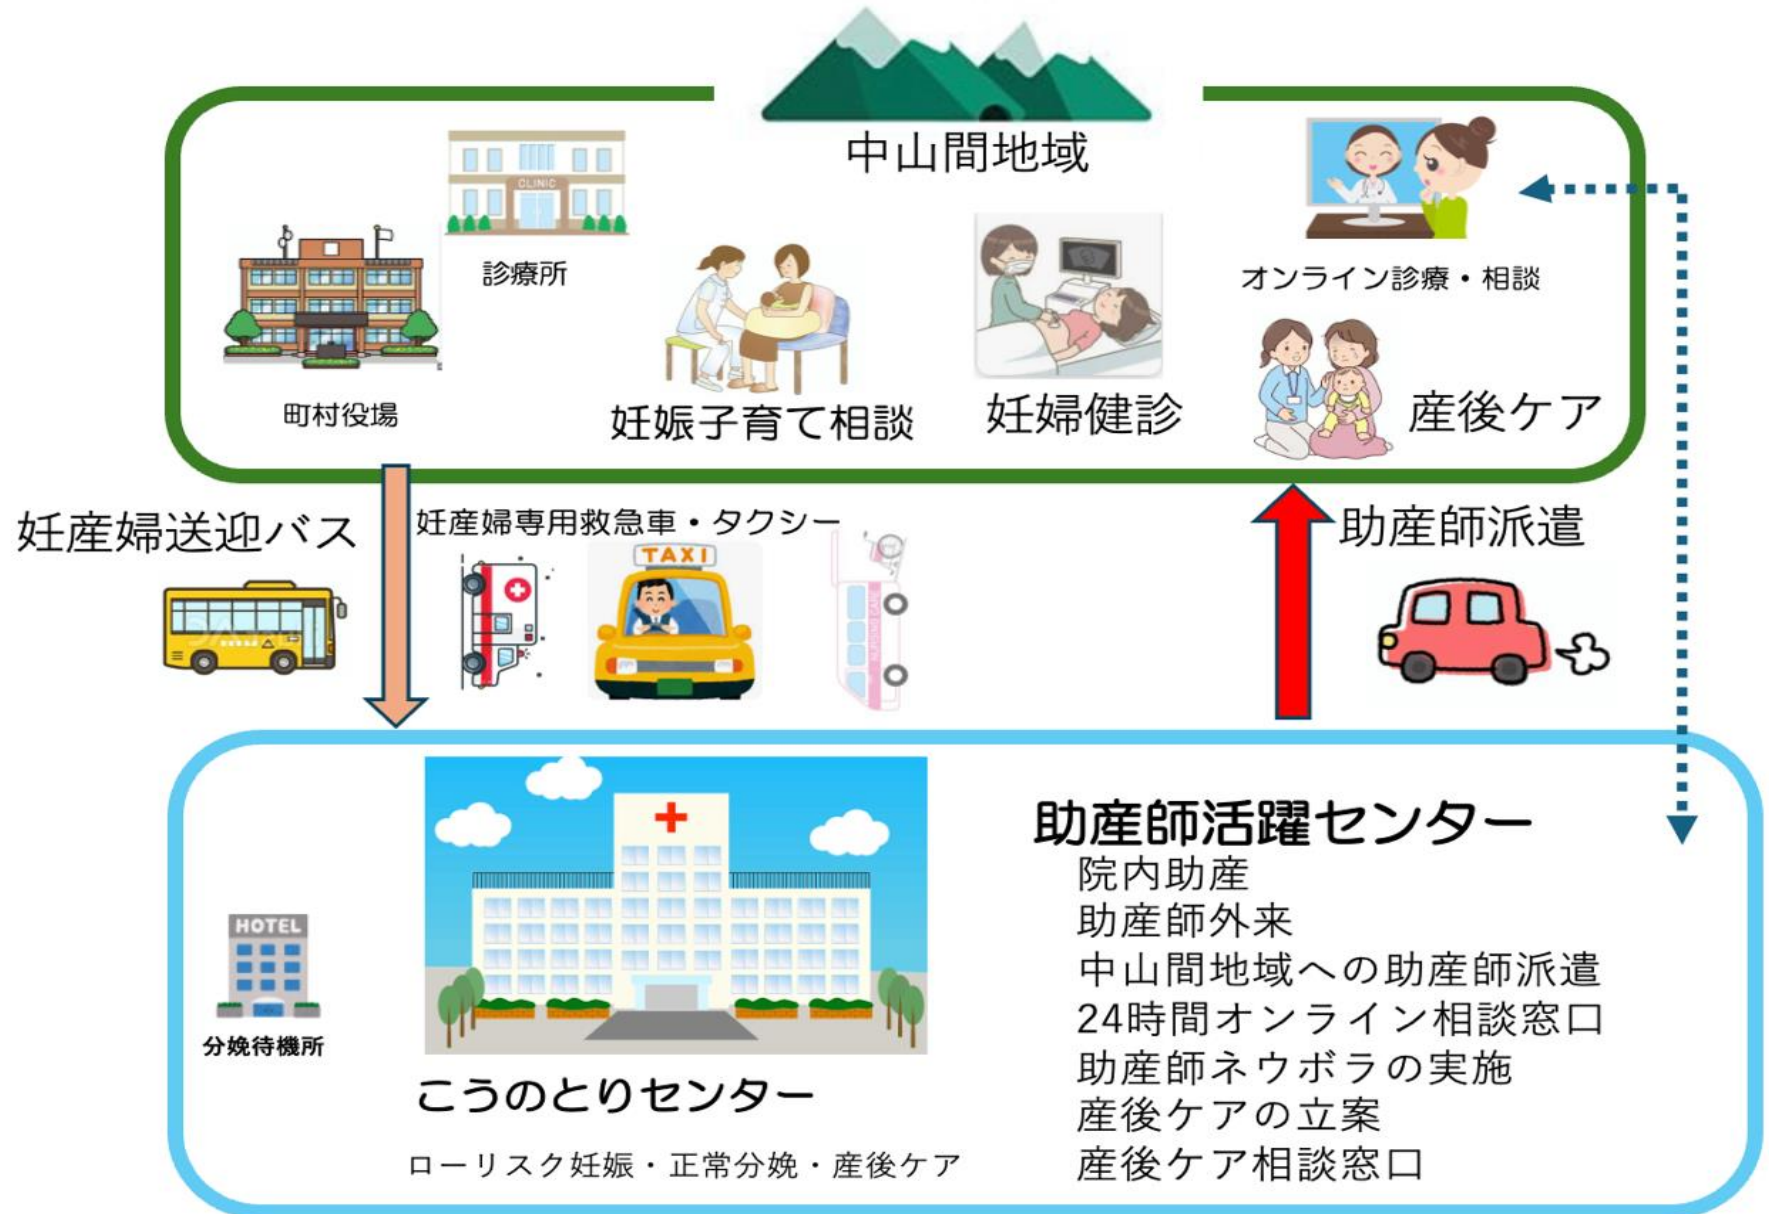 中山間地域
CLINIC
診療所
町村役場
妊娠子育て相談
妊婦健診
オンライン診療・相談
産後ケア
妊産婦送迎バス
妊産婦専用救急車・タクシー
TAXI
NURSING CARE
助産師派遣
HOTEL
分娩待機所
こうのとりセンター
ローリスク妊娠・正常分娩・産後ケア
助産師活躍センター
院内助産
助産師外来
中山間地域への助産師派遣
24時間オンライン相談窓口
助産師ネウボラの実施
産後ケアの立案
産後ケア相談窓口